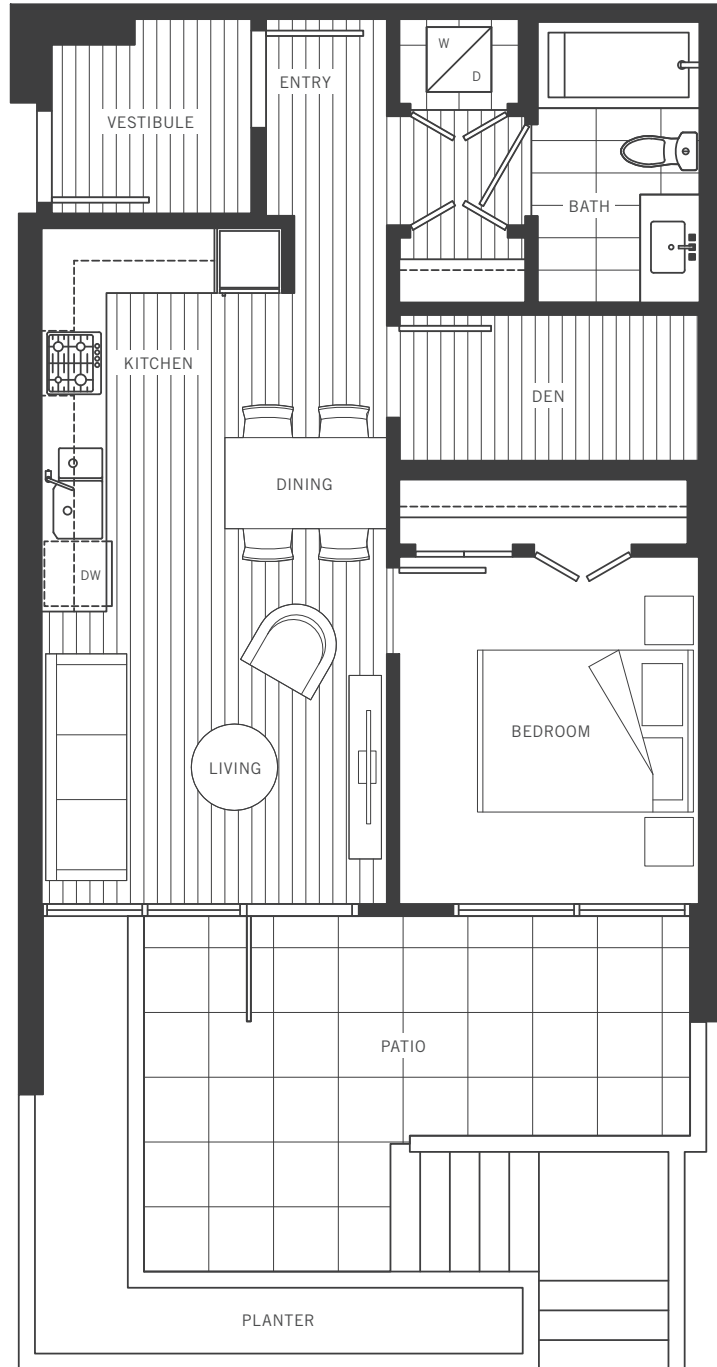 W
D
ENTRY
VESTIBULE
BATH
KITCHEN
DEN
DINING
DW
BEDROOM
LIVING
PATIO
PLANTER